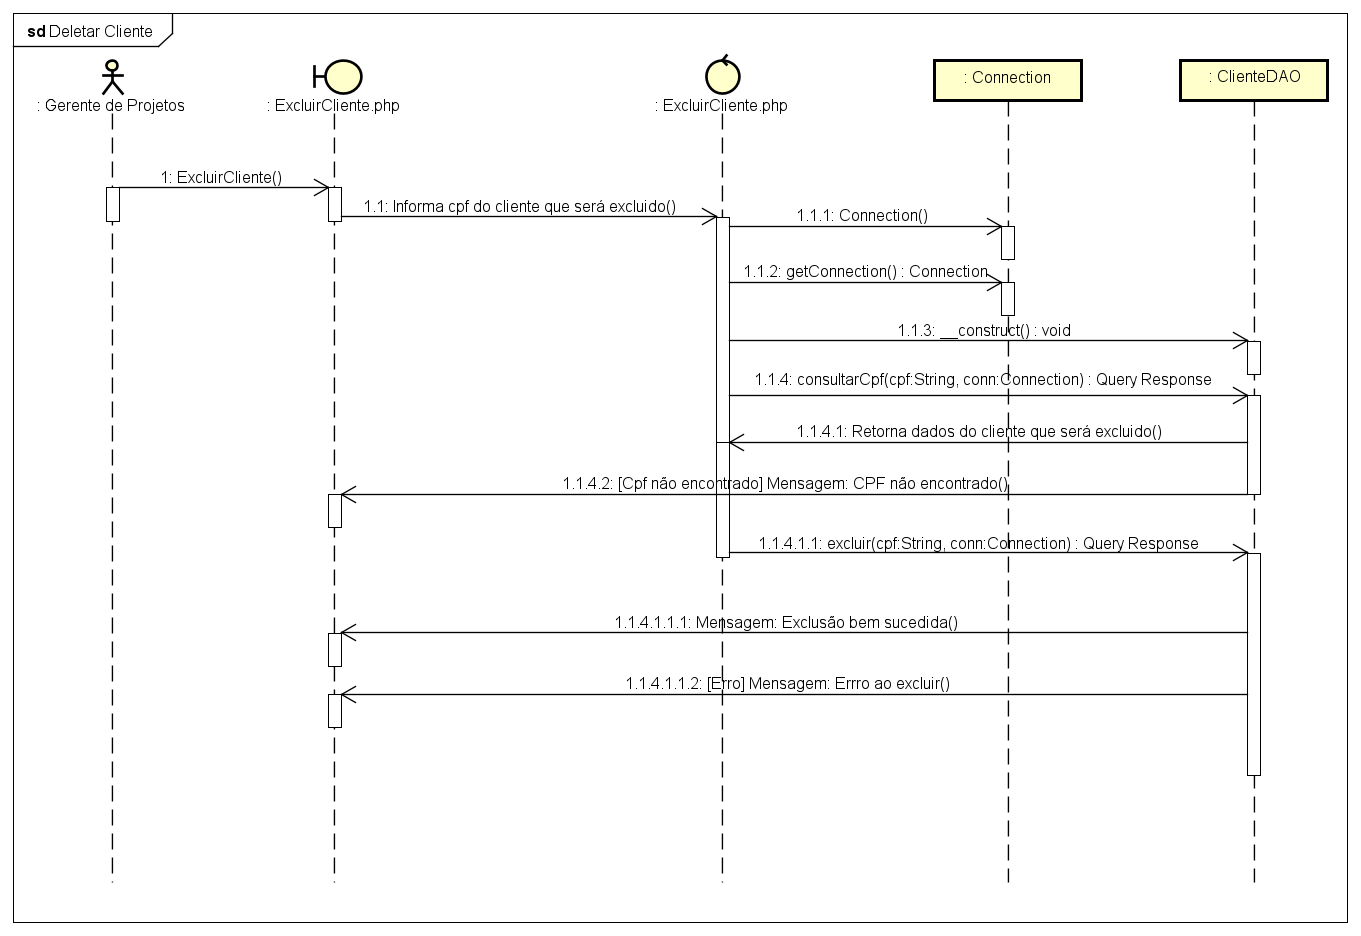 sd Deletar Cliente
: Gerente de Projetos
: ExcluirCliente.php
: ExcluirCliente.php
: Connection
: ClienteDAO
1: ExcluirCliente()
1.1: Informa cpf do cliente que será excluido()
1.1.1: Connection()
1.1.2: getConnection() : Connection
1.1.3: __construct() : void
1.1.4: consultarCpf(cpf:String, conn:Connection) : Query Response
1.1.4.1: Retorna dados do cliente que será excluido()
1.1.4.2: [Cpf não encontrado] Mensagem: CPF não encontrado()
1.1.4.1.1: excluir(cpf:String, conn:Connection) : Query Response
1.1.4.1.1.1: Mensagem: Exclusão bem sucedida()
1.1.4.1.1.2: [Erro] Mensagem: Errro ao excluir()